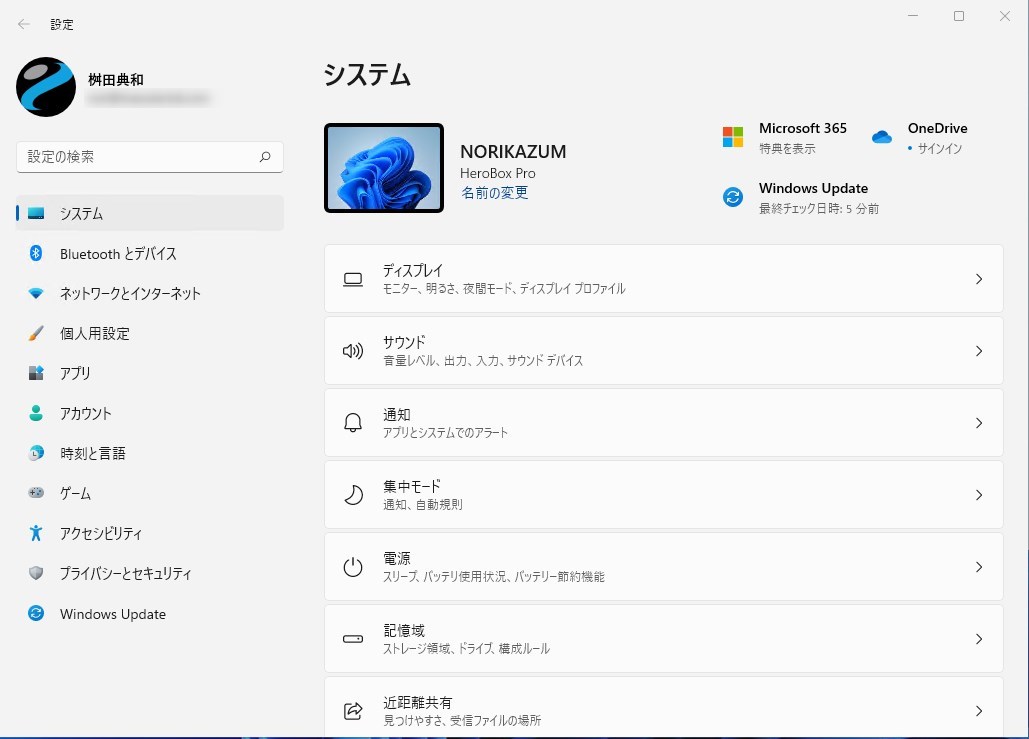 設定
桝田典和
設定の検索
システム
Bluetooth とデバイス
ネットワークとインターネット
個人用設定
アプリ
アカウント
時刻と言語
ゲーム
アクセシビリティ
プライバシーとセキュリティ
Windows Update
システム
NORIKAZUM
HeroBox Pro
名前の変更
Microsoft 365
特典を表示
OneDrive
• サインイン
Windows Update
最終チェック日時: 5 分前
ディスプレイ
モニター、明るさ、夜間モード、ディスプレイ プロファイル
サウンド
音量レベル、出力、入力、サウンド デバイス
通知
アプリとシステムでのアラート
集中モード
通知、自動規則
電源
スリープ、バッテリ使用状況、バッテリー節約機能
記憶域
ストレージ領域、ドライブ、構成ルール
近距離共有
見つけやすさ、受信ファイルの場所